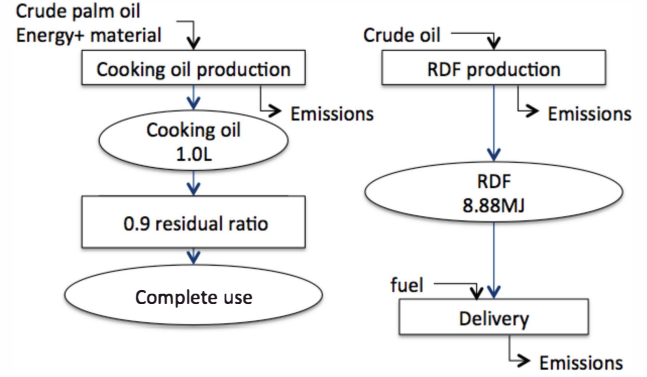 Crude palm oil
Energy+ material
Cooking oil production
Emissions
Cooking oil
1.0L
0.9 residual ratio
Complete use
Crude oil
RDF production
Emissions
RDF
8.88MJ
fuel
Delivery
Emissions